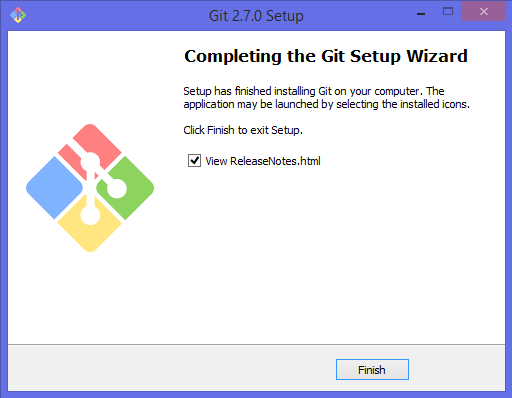 Git 2.7.0 Setup
Completing the Git Setup Wizard
Setup has finished installing Git on your computer. The
application may be launched by selecting the installed icons.
Click Finish to exit Setup.
View ReleaseNotes.html
Finish